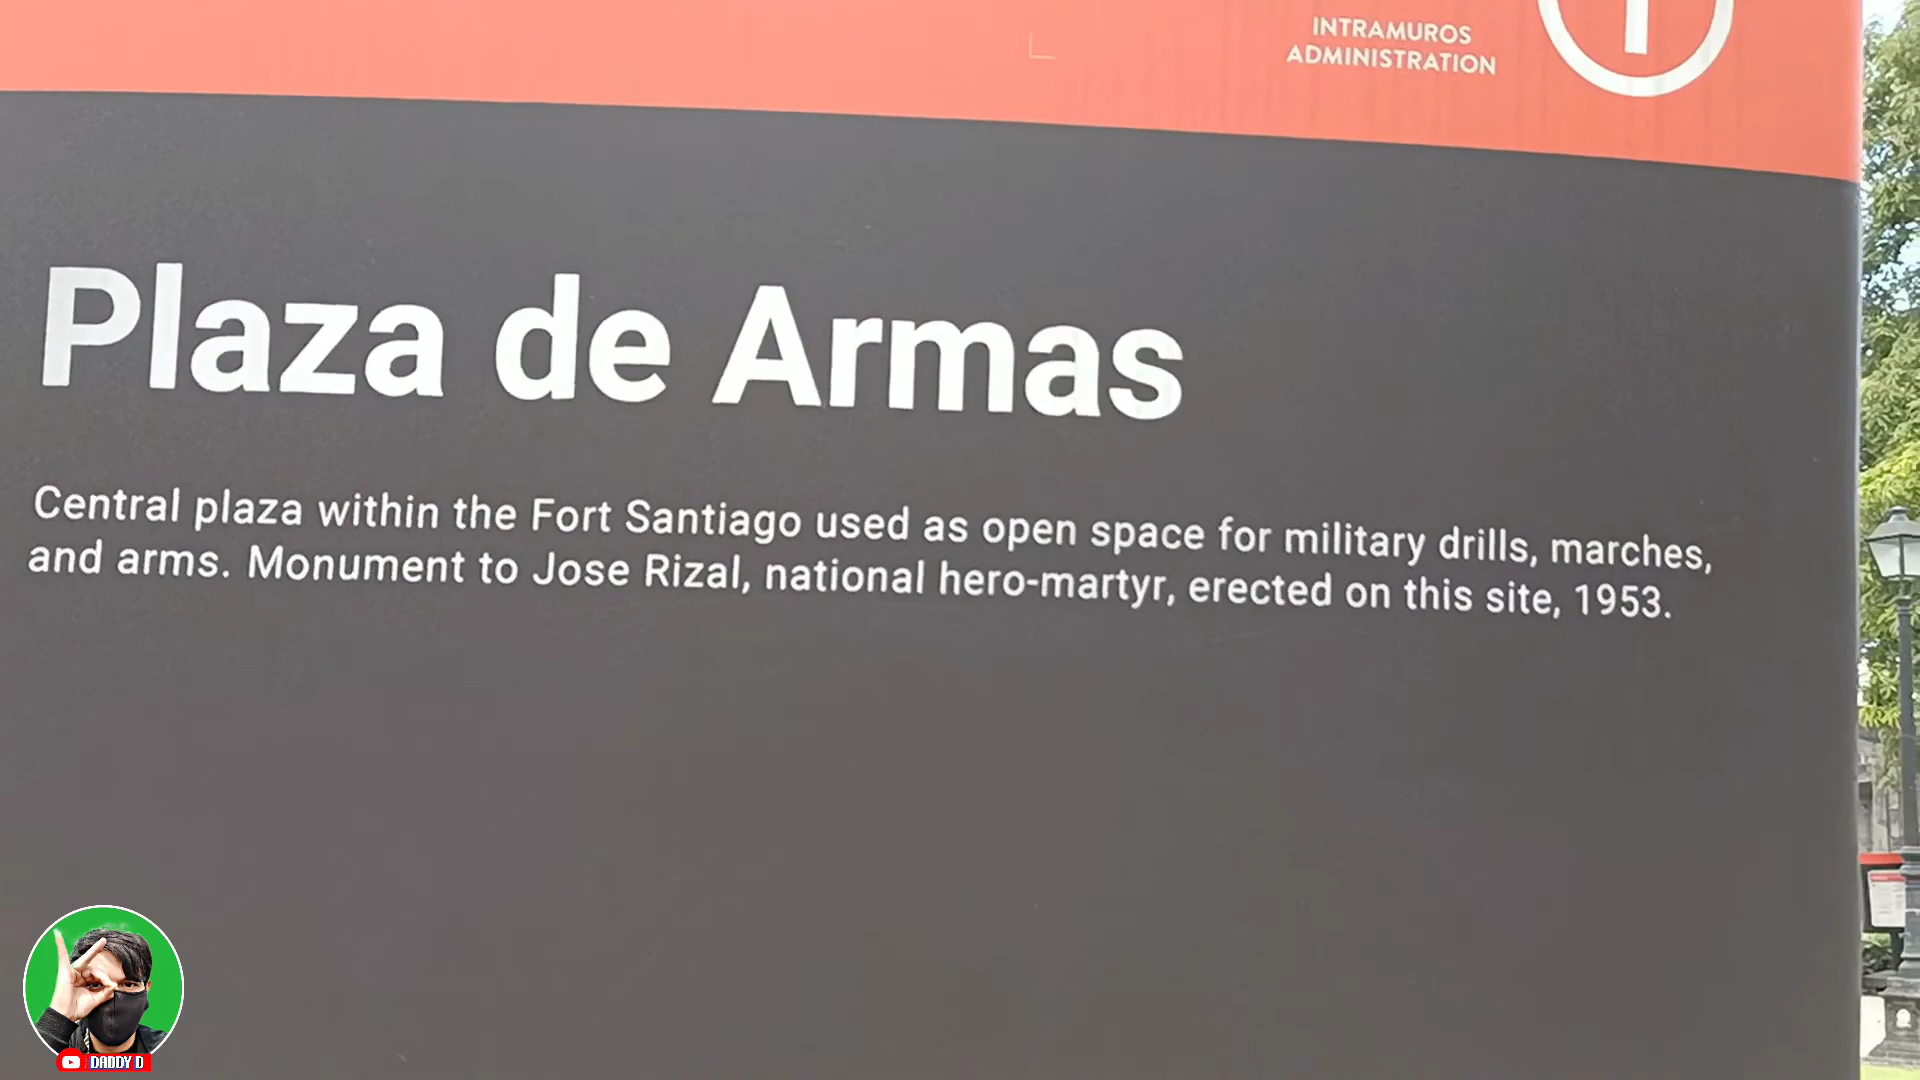 INTRAMUROS
ADMINISTRATION
Plaza de Armas
Central plaza within the Fort Santiago used as open space for military drills, marches,
and arms. Monument to Jose Rizal, national hero-martyr, erected on this site, 1953.
DADDY D